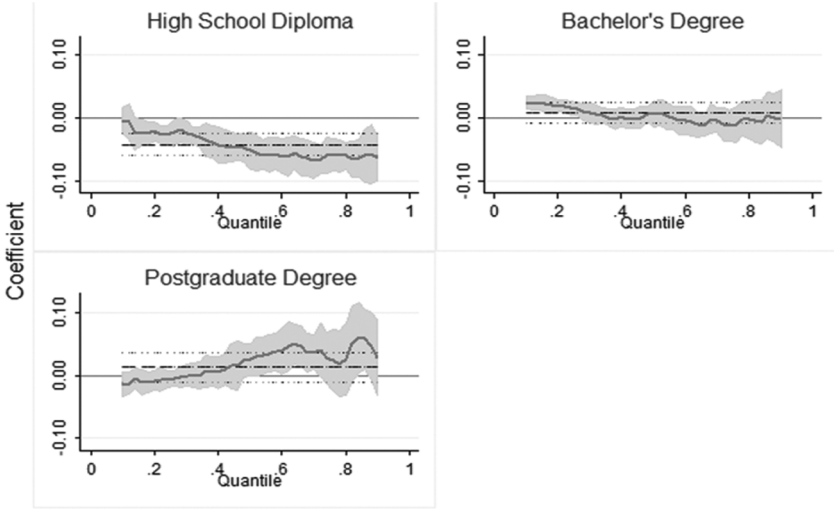 High School Diploma
0.10
0.00
-0.10
0 .2 .4 .6 .8 1
Quantile
Bachelor's Degree
0.10
0.00
-0.10
0 .2 .4 .6 .8 1
Quantile
Coefficient
Postgraduate Degree
0.10
0.00
-0.10
0 .2 .4 .6 .8 1
Quantile